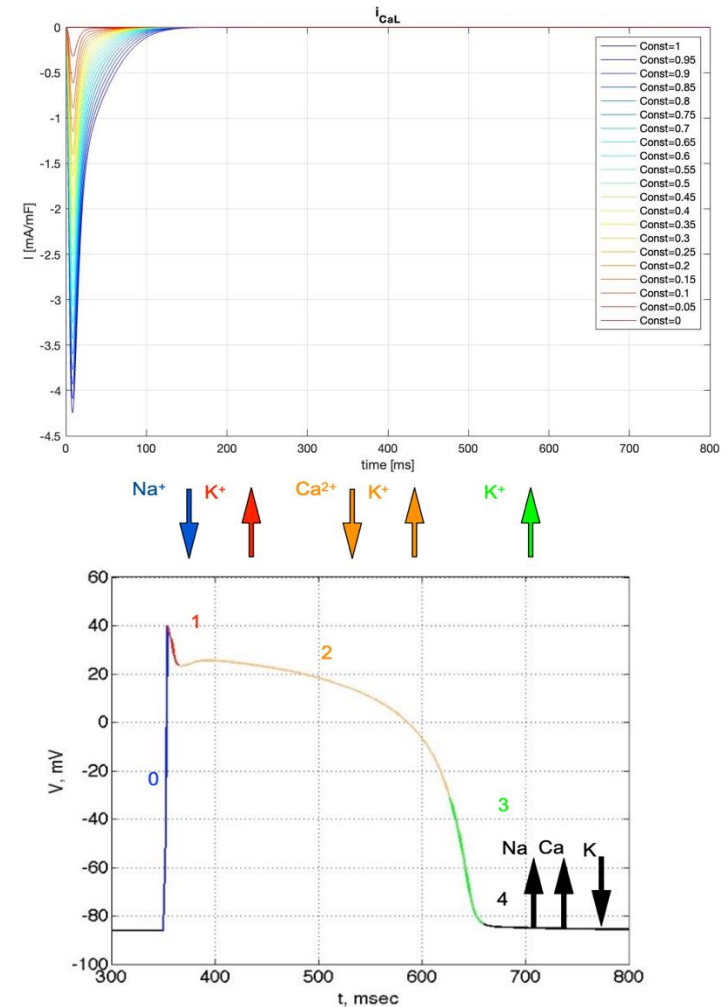 i_CaL
0
-0.5
-1
-1.5
-2
-2.5
-3
-3.5
-4
-4.5
I [mA/mF]
Const=1
Const=0.95
Const=0.9
Const=0.85
Const=0.8
Const=0.75
Const=0.7
Const=0.65
Const=0.6
Const=0.55
Const=0.5
Const=0.45
Const=0.4
Const=0.35
Const=0.3
Const=0.25
Const=0.2
Const=0.15
Const=0.1
Const=0.05
Const=0
0 100 200 300 400 500 600 700 800
time [ms]
Na⁺ K⁺ Ca²⁺ K⁺ K⁺
60
40
20
0
-20
-40
-60
-80
-100
V, mV
0
1
2
3
4
Na Ca K
300 400 500 600 700 800
t, msec